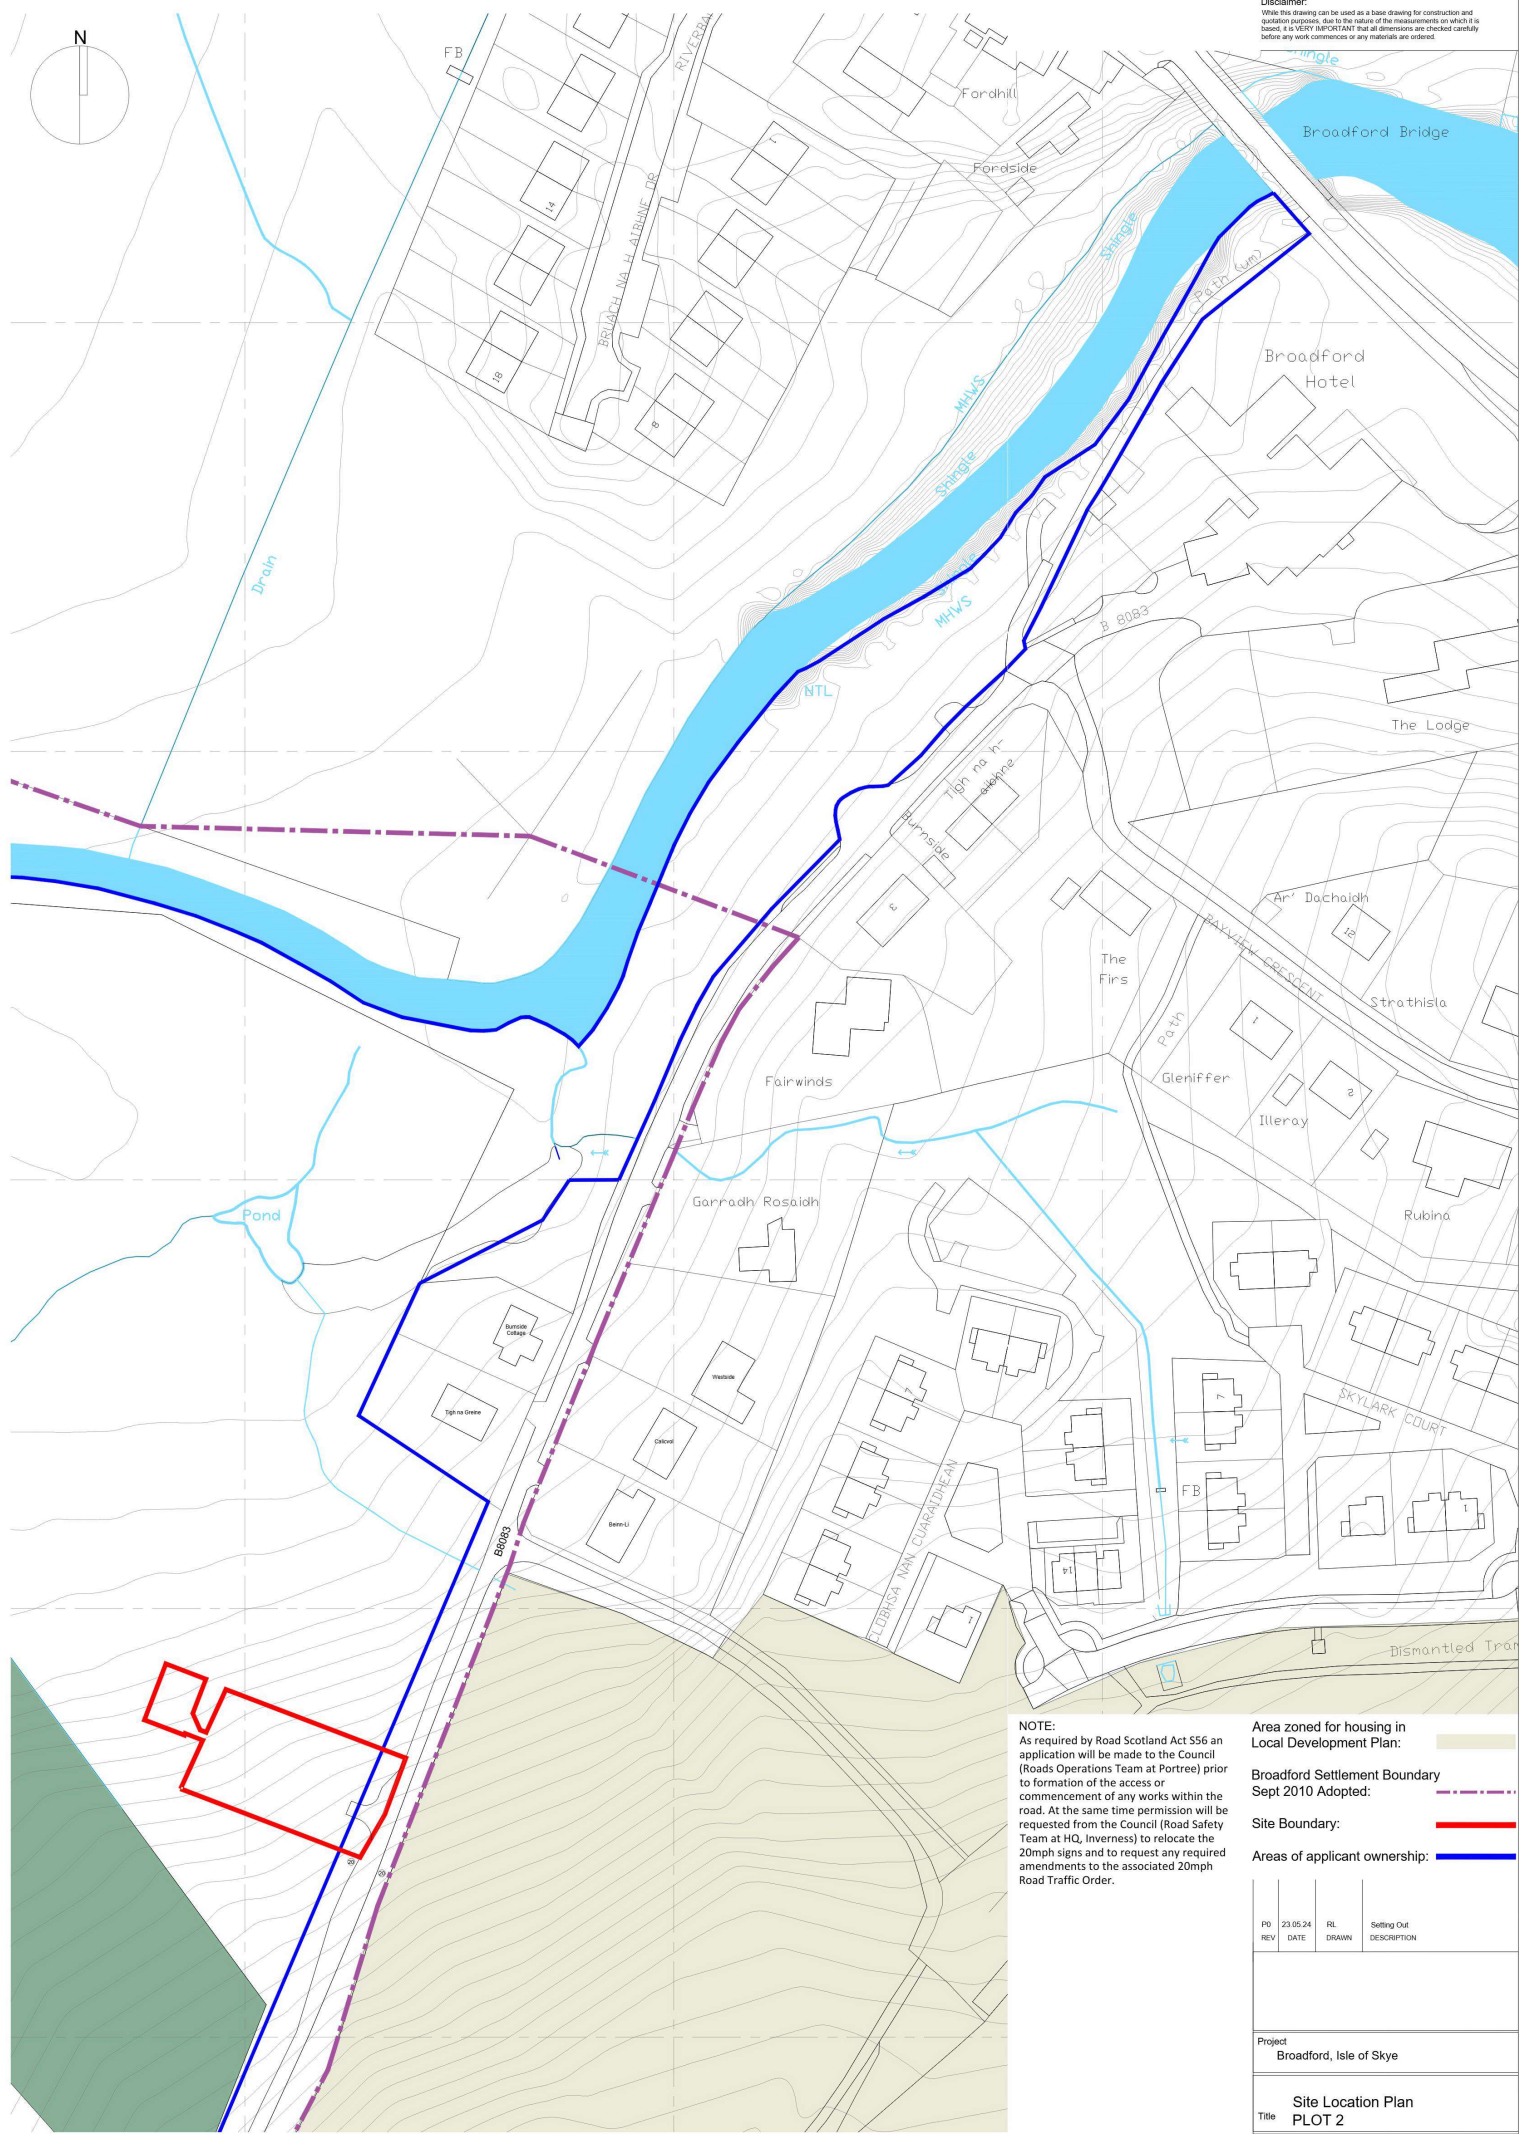 Disclaimer:
While this drawing can be used as a base drawing for construction and
quotation purposes, due to the nature of the measurements on which it is
based, it is VERY IMPORTANT that all dimensions are checked carefully
before any work commences or any materials are ordered
N
FB
Shingle
Fordhill
Broadford Bridge
Fordside
1
14
BRUACH NA H AIBHNE DR
Shingle
Path (um)
18
8
MHWS
Broadford
Hotel
Shingle
Drain
MHWS
B 8083
NTL
The Lodge
Tigh na h-
aibhne
Burnside
3
Ar' Dachaidh
12
BAYVIEW CRESCENT
The
Firs
Strathisla
Path
1
Fairwinds
Gleniffer
2
Illeray
Pond
Garradh Rosaidh
Rubina
Burnside
Cottage
Westside
Tigh na Greine
Calicvol
7
7
SKYLARK COURT
B8083
Beinn-Li
CLOBHSA NAN CUARAIDHEAN
FB
1
14
1
Dismantled Tram
20
20
NOTE:
As required by Road Scotland Act S56 an
application will be made to the Council
(Roads Operations Team at Portree) prior
to formation of the access or
commencement of any works within the
road. At the same time permission will be
requested from the Council (Road Safety
Team at HQ, Inverness) to relocate the
20mph signs and to request any required
amendments to the associated 20mph
Road Traffic Order.
Area zoned for housing in
Local Development Plan:
Broadford Settlement Boundary
Sept 2010 Adopted:
Site Boundary:
Areas of applicant ownership:
P0 23.05.24 RL Setting Out
REV DATE DRAWN DESCRIPTION
Project
Broadford, Isle of Skye
Title
Site Location Plan
PLOT 2